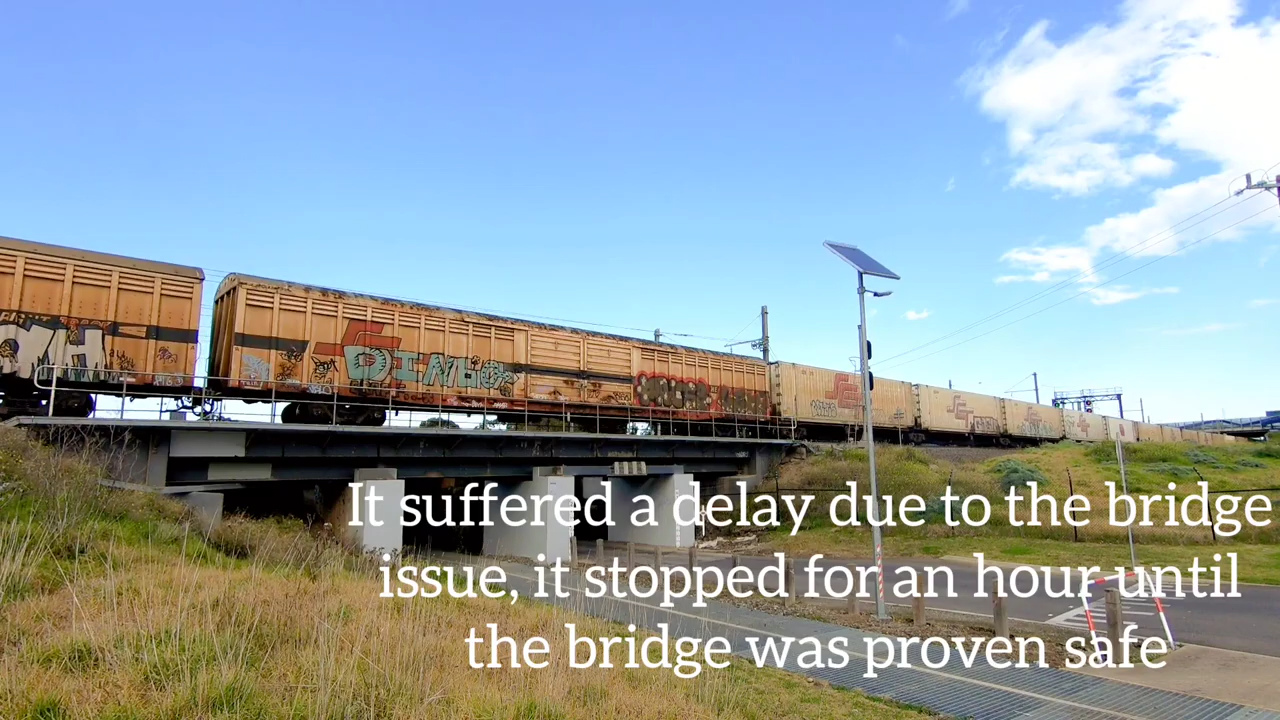 DINGO
It suffered a delay due to the bridge
issue, it stopped for an hour until
the bridge was proven safe